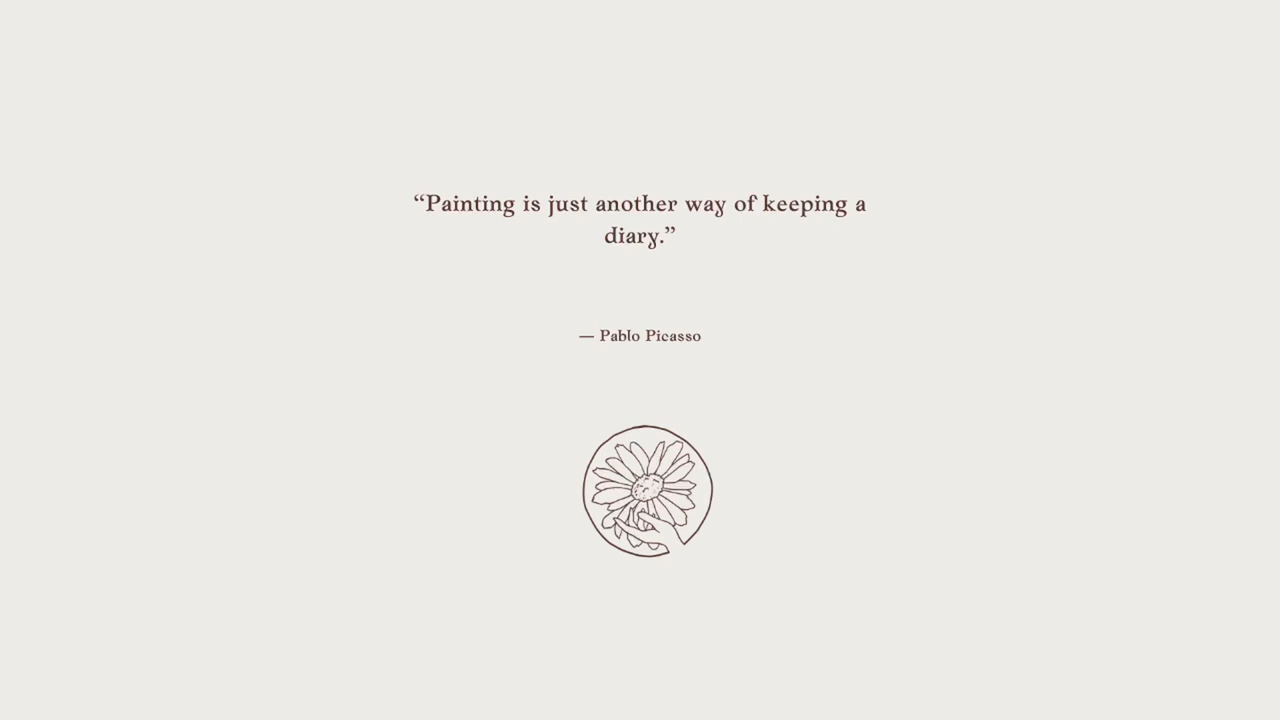 “Painting is just another way of keeping a
diary.”
— Pablo Picasso